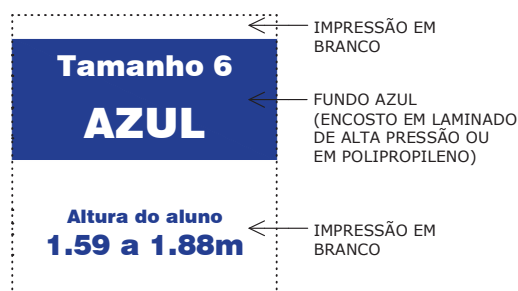 IMPRESSÃO EM
BRANCO
Tamanho 6
AZUL
FUNDO AZUL
(ENCOSTO EM LAMINADO
DE ALTA PRESSÃO OU
EM POLIPROPILENO)
Altura do aluno
1.59 a 1.88m
IMPRESSÃO EM
BRANCO